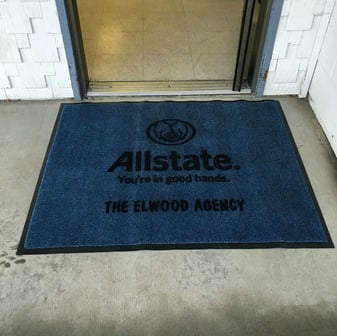 Allstate.
You're in good hands.
THE ELWOOD AGENCY